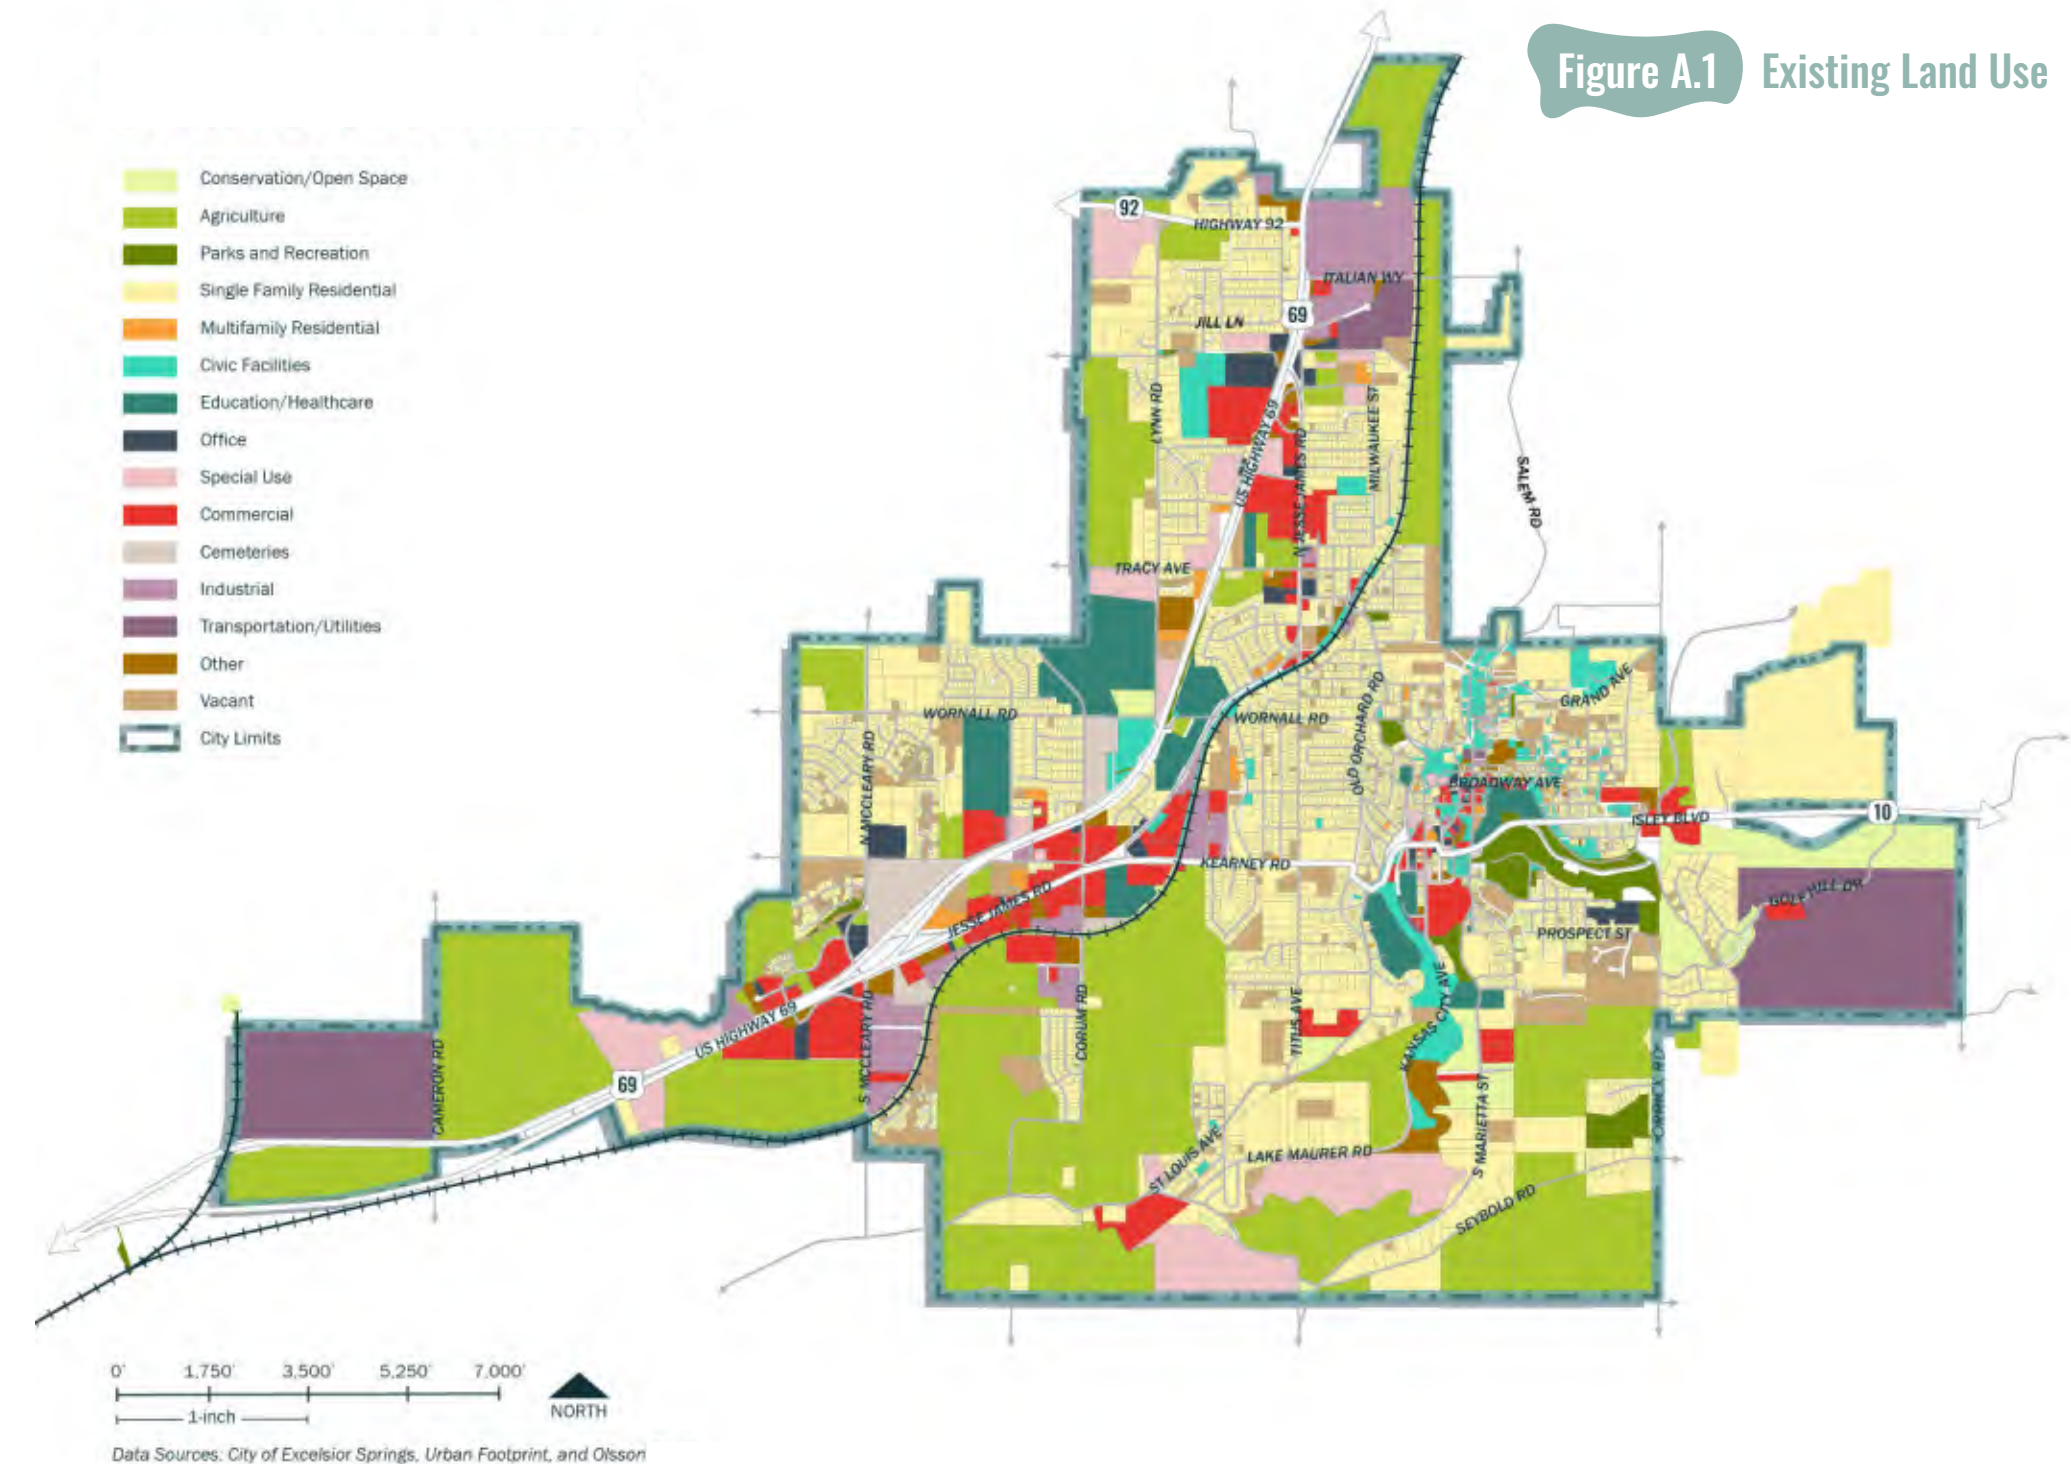 Figure A.1 Existing Land Use
Conservation/Open Space
Agriculture
Parks and Recreation
Single Family Residential
Multifamily Residential
Civic Facilities
Education/Healthcare
Office
Special Use
Commercial
Cemeteries
Industrial
Transportation/Utilities
Other
Vacant
City Limits
92
HIGHWAY 92
ITALIAN WY
69
JILL LN
LYNN RD
US HIGHWAY 69
N JESSE JAMES RD
MILWAUKEE ST
SALEM RD
TRACY AVE
WORNALL RD
WORNALL RD
OLD ORCHARD RD
GRAND AVE
N MCCLEARY RD
BROADWAY AVE
ISLEY BLVD
10
KEARNEY RD
JESSE JAMES RD
GOLF HILL DR
PROSPECT ST
US HIGHWAY 69
S MCCLEARY RD
CORUM RD
TITUS AVE
KANSAS CITY AVE
CAMERON RD
69
S MARIETTA ST
ST LOUIS AVE
LAKE MAURER RD
SEYBOLD RD
0' 1,750' 3,500' 5,250' 7,000'
1-inch
NORTH
Data Sources: City of Excelsior Springs, Urban Footprint, and Olsson